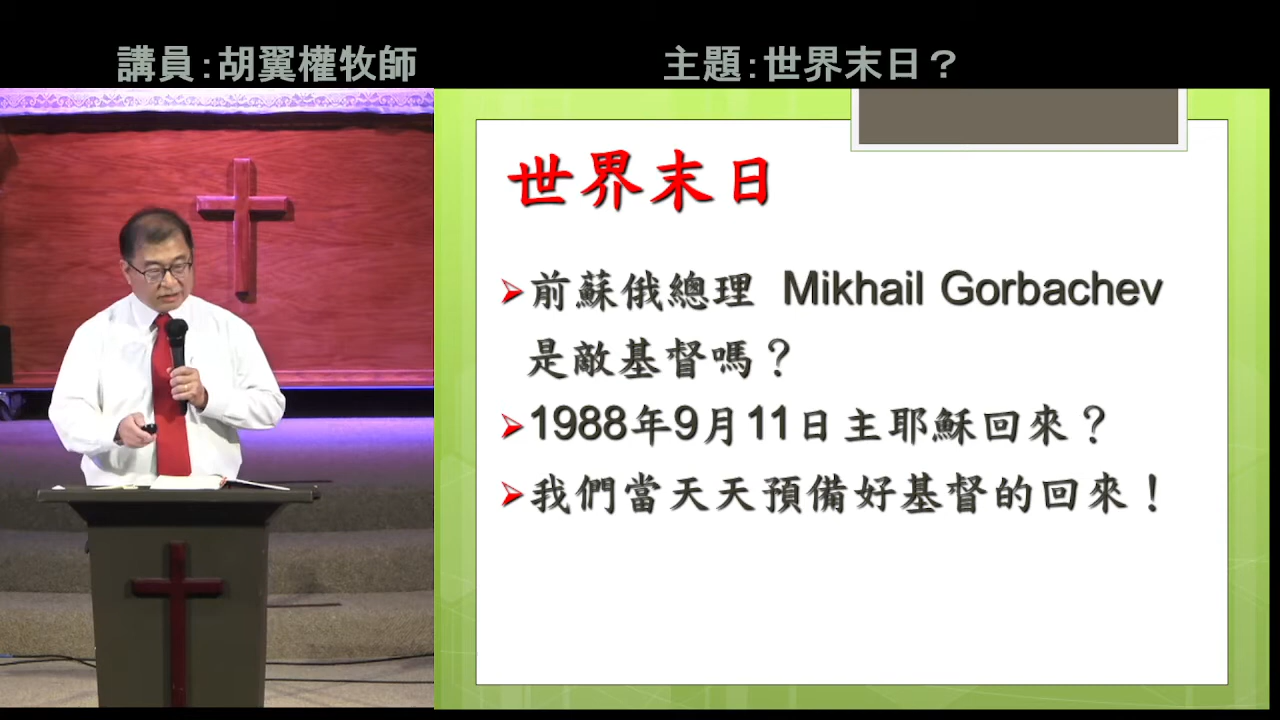 講員:胡翼權牧師
主題:世界末日？
世界末日
前蘇俄總理 Mikhail Gorbachev
是敵基督嗎？
1988年9月11日主耶穌回來？
我們當天天預備好基督的回來！